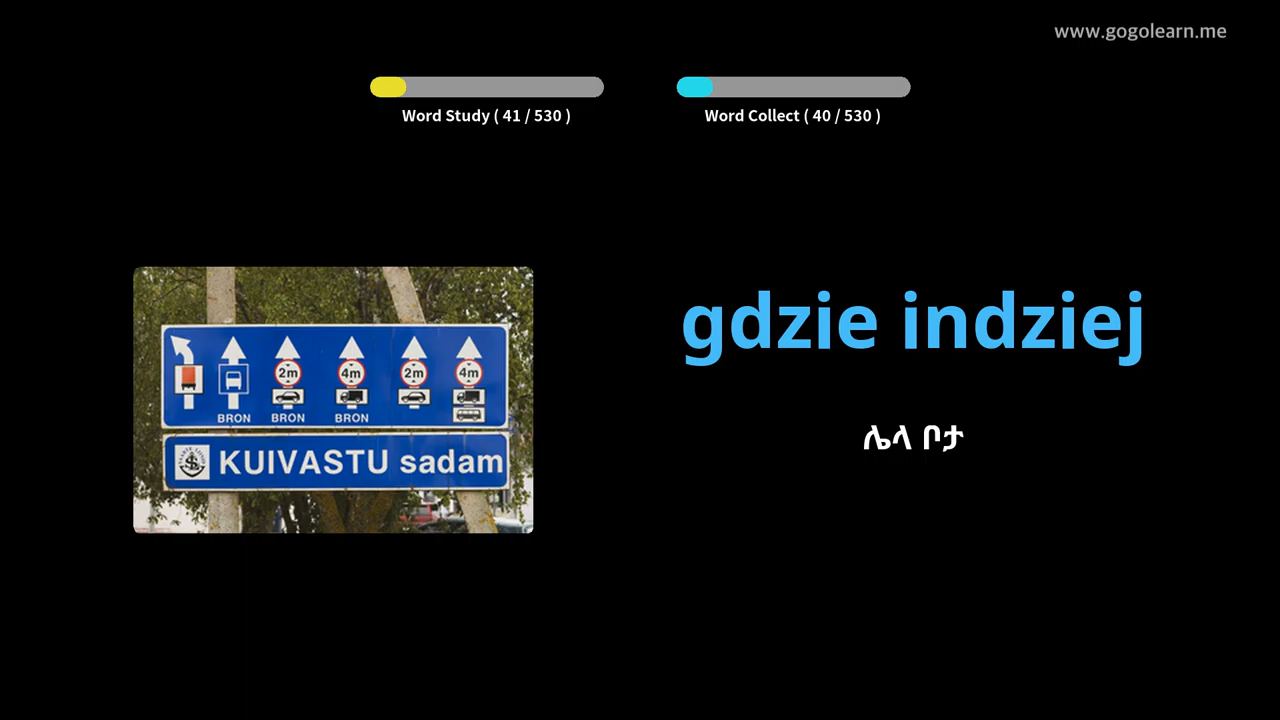 www.gogolearn.me
Word Study ( 41 / 530 )
Word Collect ( 40 / 530 )
gdzie indziej
ሌላ ቦታ
2m 4m 2m 4m
BRON BRON BRON
KUIVASTU sadam